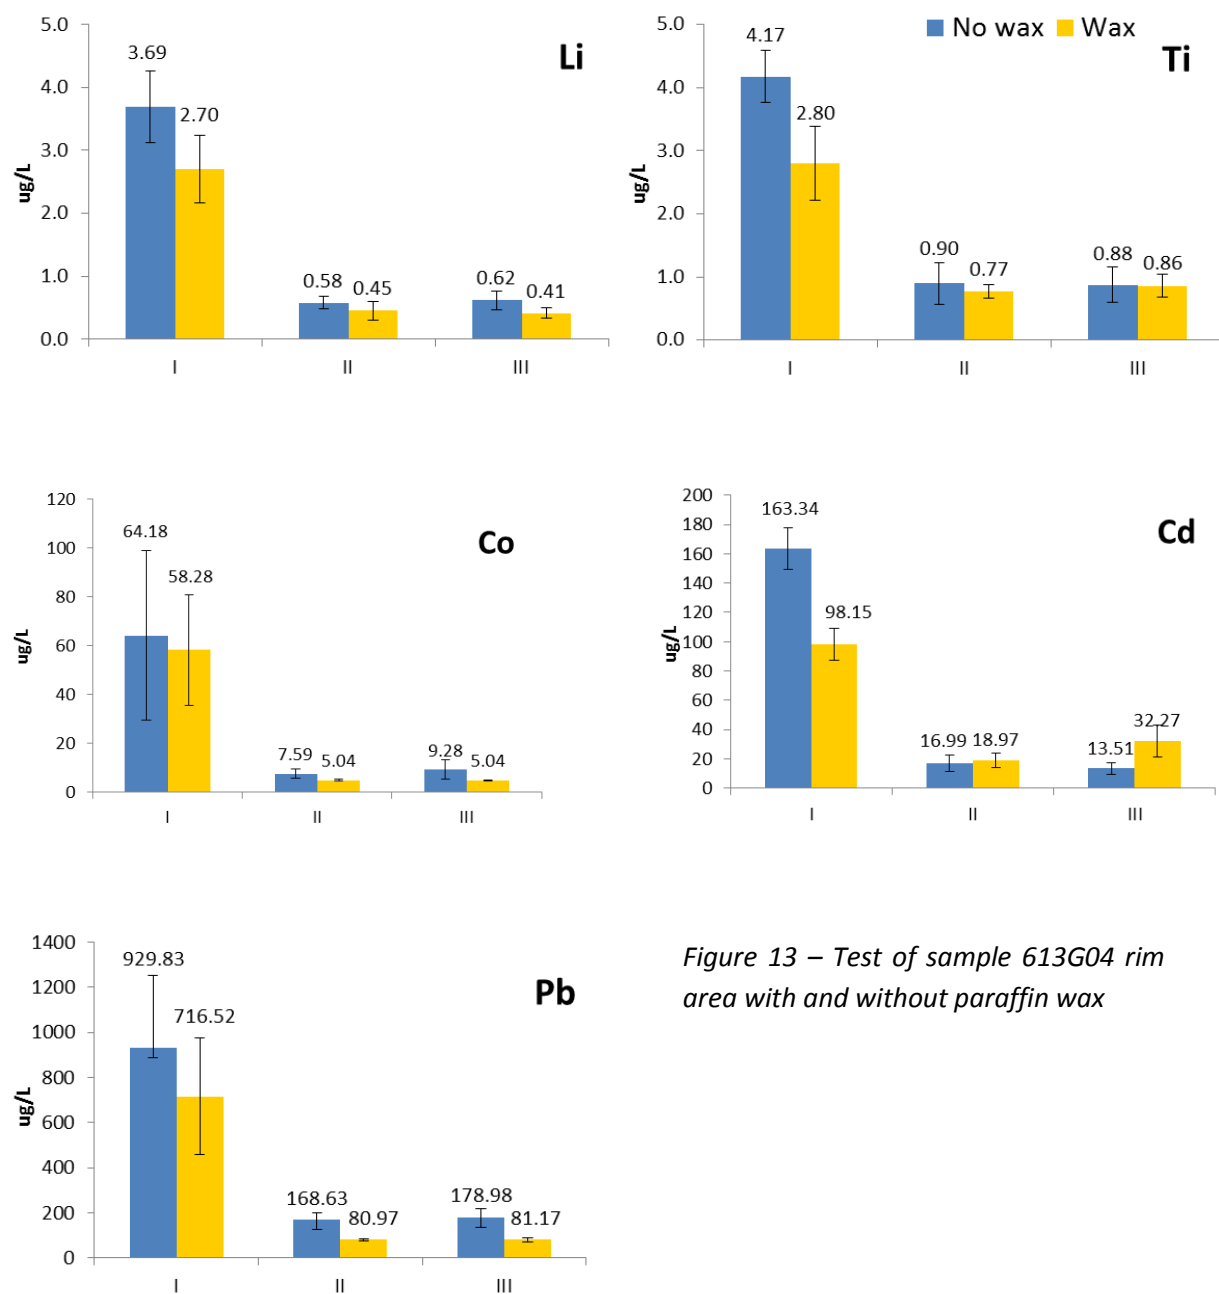 5.0
4.0
3.0
2.0
1.0
0.0
ug/L
Li
3.69
2.70
0.58
0.45
0.62
0.41
I
II
III
No wax
Wax
5.0
4.0
3.0
2.0
1.0
0.0
ug/L
Ti
4.17
2.80
0.90
0.77
0.88
0.86
I
II
III
120
100
80
60
40
20
0
ug/L
Co
64.18
58.28
7.59
5.04
9.28
5.04
I
II
III
200
180
160
140
120
100
80
60
40
20
0
ug/L
Cd
163.34
98.15
16.99
18.97
13.51
32.27
I
II
III
1400
1200
1000
800
600
400
200
0
ug/L
Pb
929.83
716.52
168.63
80.97
178.98
81.17
I
II
III
Figure 13 – Test of sample 613G04 rim
area with and without paraffin wax